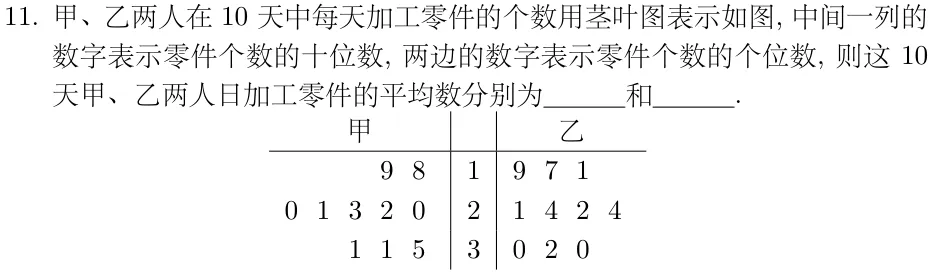 11. 甲、乙两人在 10 天中每天加工零件的个数用茎叶图表示如图, 中间一列的
数字表示零件个数的十位数, 两边的数字表示零件个数的个位数, 则这 10
天甲、乙两人日加工零件的平均数分别为______和______.
甲 乙
9 8 1 9 7 1
0 1 3 2 0 2 1 4 2 4
1 1 5 3 0 2 0